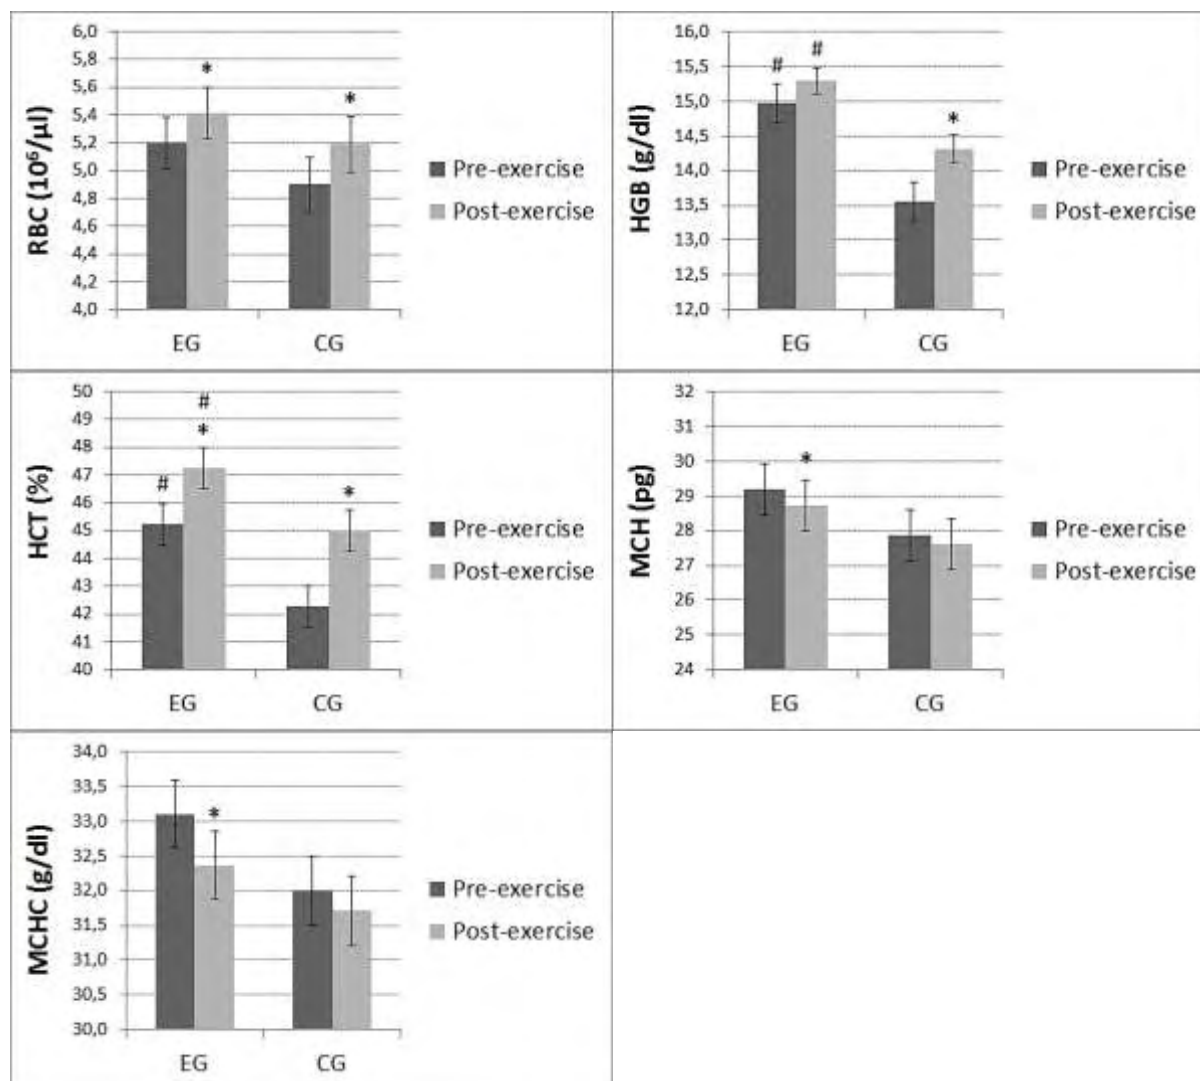 RBC (10⁶/µl)
6,0
5,8
5,6
5,4
5,2
5,0
4,8
4,6
4,4
4,2
4,0
*
*
EG
CG
Pre-exercise
Post-exercise
HGB (g/dl)
16,0
15,5
15,0
14,5
14,0
13,5
13,0
12,5
12,0
#
#
*
EG
CG
Pre-exercise
Post-exercise
HCT (%)
50
49
48
47
46
45
44
43
42
41
40
#
#
*
*
EG
CG
Pre-exercise
Post-exercise
MCH (pg)
32
31
30
29
28
27
26
25
24
*
EG
CG
Pre-exercise
Post-exercise
MCHC (g/dl)
34,0
33,5
33,0
32,5
32,0
31,5
31,0
30,5
30,0
*
EG
CG
Pre-exercise
Post-exercise